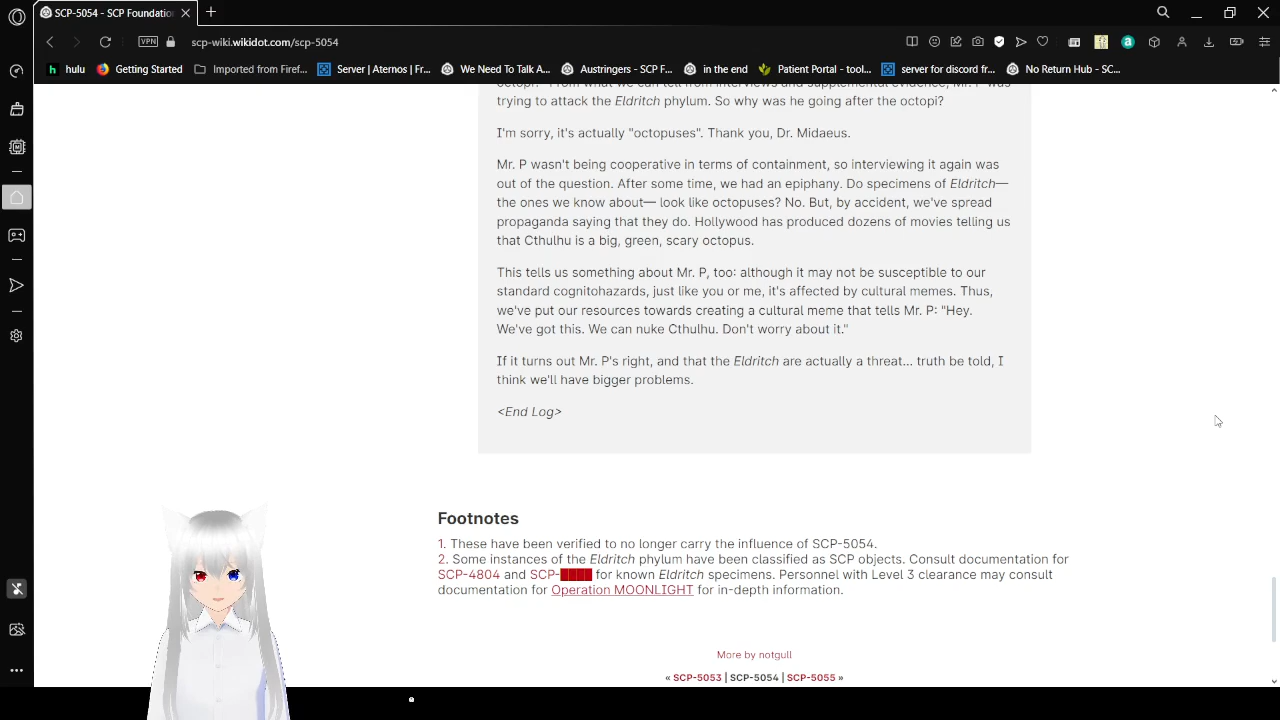 SCP-5054 - SCP Foundatio
VPN
scp-wiki.wikidot.com/scp-5054
hulu
Getting Started
Imported from Firef...
Server | Aternos | Fr...
We Need To Talk A...
Austringers - SCP F...
in the end
Patient Portal - tool...
server for discord fr...
No Return Hub - SC...
trying to attack the Eldritch phylum. So why was he going after the octopi?
I'm sorry, it's actually "octopuses". Thank you, Dr. Midaeus.
Mr. P wasn't being cooperative in terms of containment, so interviewing it again was
out of the question. After some time, we had an epiphany. Do specimens of Eldritch—
the ones we know about— look like octopuses? No. But, by accident, we've spread
propaganda saying that they do. Hollywood has produced dozens of movies telling us
that Cthulhu is a big, green, scary octopus.
This tells us something about Mr. P, too: although it may not be susceptible to our
standard cognitohazards, just like you or me, it's affected by cultural memes. Thus,
we've put our resources towards creating a cultural meme that tells Mr. P: "Hey.
We've got this. We can nuke Cthulhu. Don't worry about it."
If it turns out Mr. P's right, and that the Eldritch are actually a threat... truth be told, I
think we'll have bigger problems.
<End Log>
Footnotes
1. These have been verified to no longer carry the influence of SCP-5054.
2. Some instances of the Eldritch phylum have been classified as SCP objects. Consult documentation for
SCP-4804 and SCP-████ for known Eldritch specimens. Personnel with Level 3 clearance may consult
documentation for Operation MOONLIGHT for in-depth information.
More by notgull
« SCP-5053 | SCP-5054 | SCP-5055 »